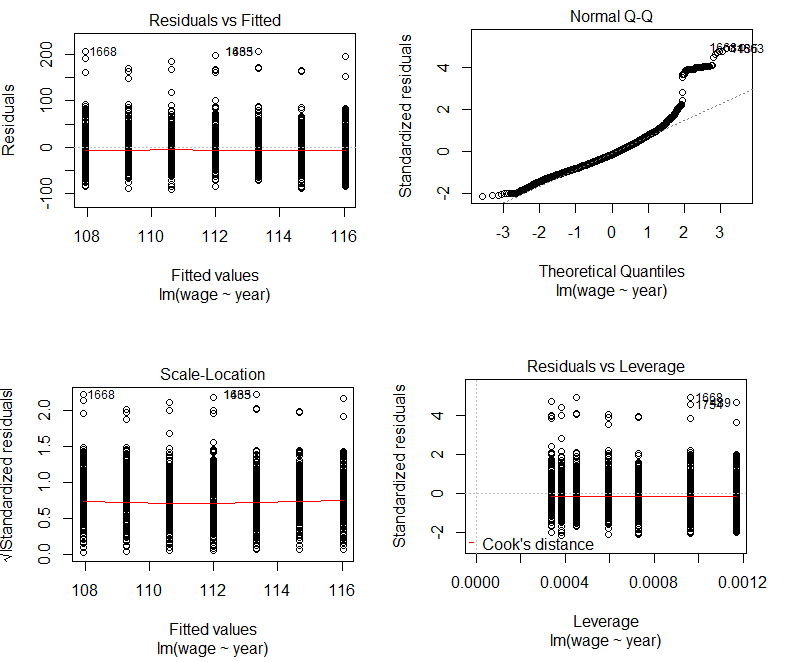 Residuals vs Fitted
Residuals
200
100
0
-100
1668
108
110
112
114
116
Fitted values
lm(wage ~ year)
Normal Q-Q
Standardized residuals
4
2
0
-2
-3
-2
-1
0
1
2
3
Theoretical Quantiles
lm(wage ~ year)
Scale-Location
√|Standardized residuals|
2.0
1.5
1.0
0.5
0.0
1668
108
110
112
114
116
Fitted values
lm(wage ~ year)
Residuals vs Leverage
Standardized residuals
4
2
0
-2
1668
Cook's distance
0.0000
0.0004
0.0008
0.0012
Leverage
lm(wage ~ year)